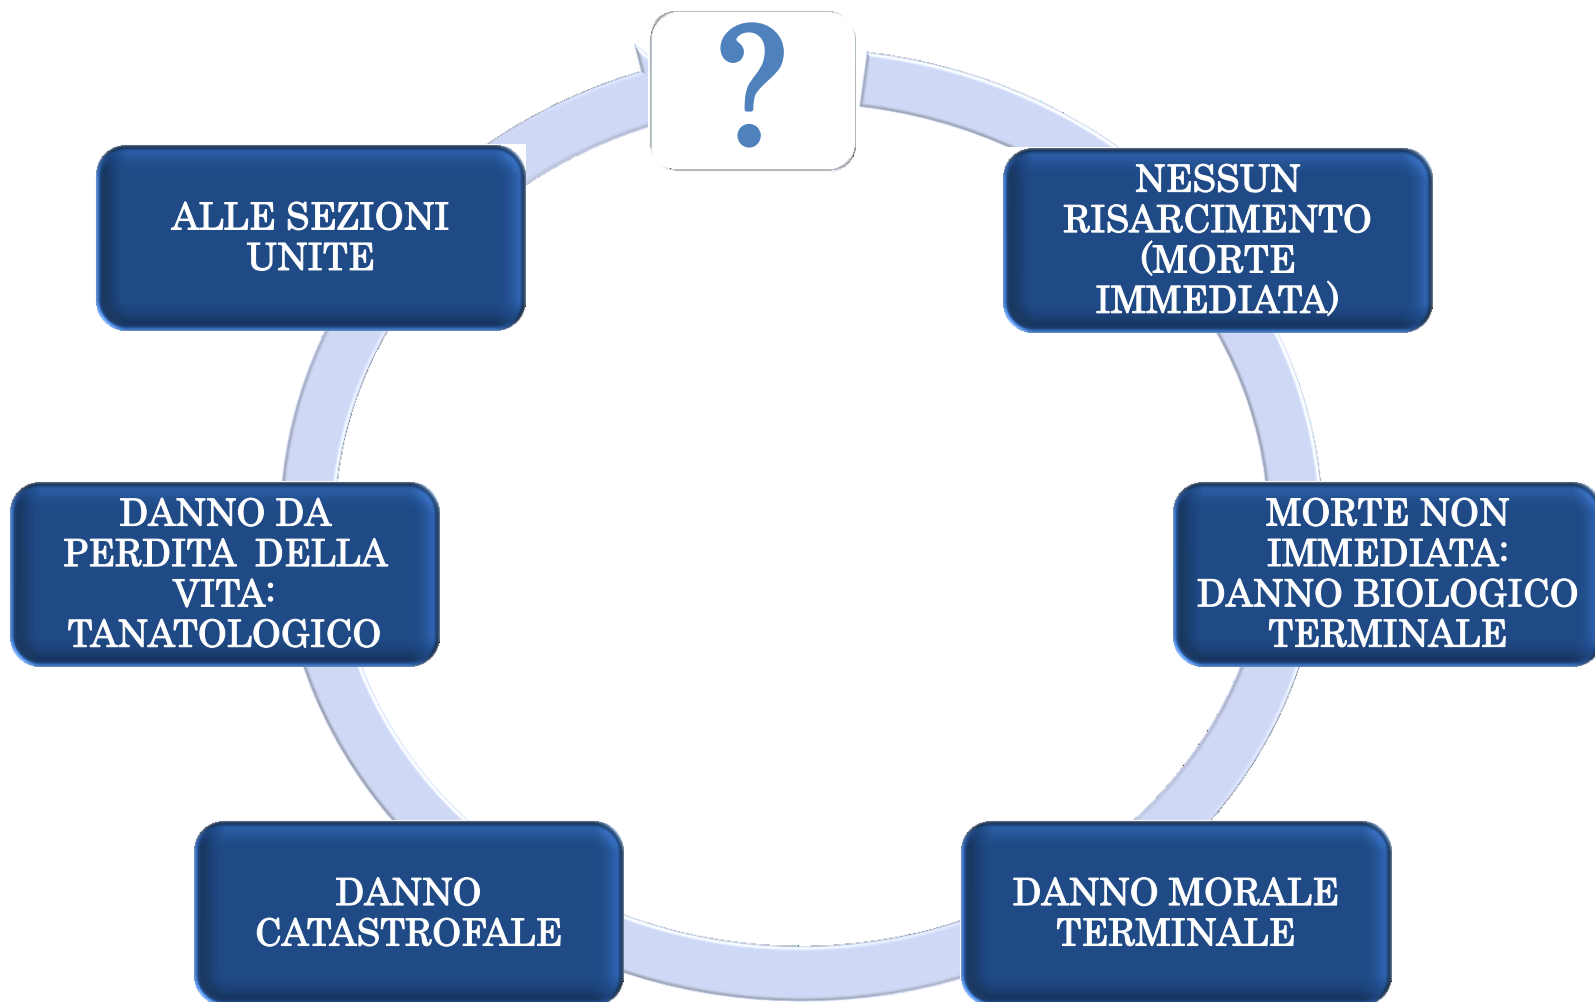 ?
NESSUN
RISARCIMENTO
(MORTE
IMMEDIATA)
MORTE NON
IMMEDIATA:
DANNO BIOLOGICO
TERMINALE
DANNO MORALE
TERMINALE
DANNO
CATASTROFALE
DANNO DA
PERDITA DELLA
VITA:
TANATOLOGICO
ALLE SEZIONI
UNITE